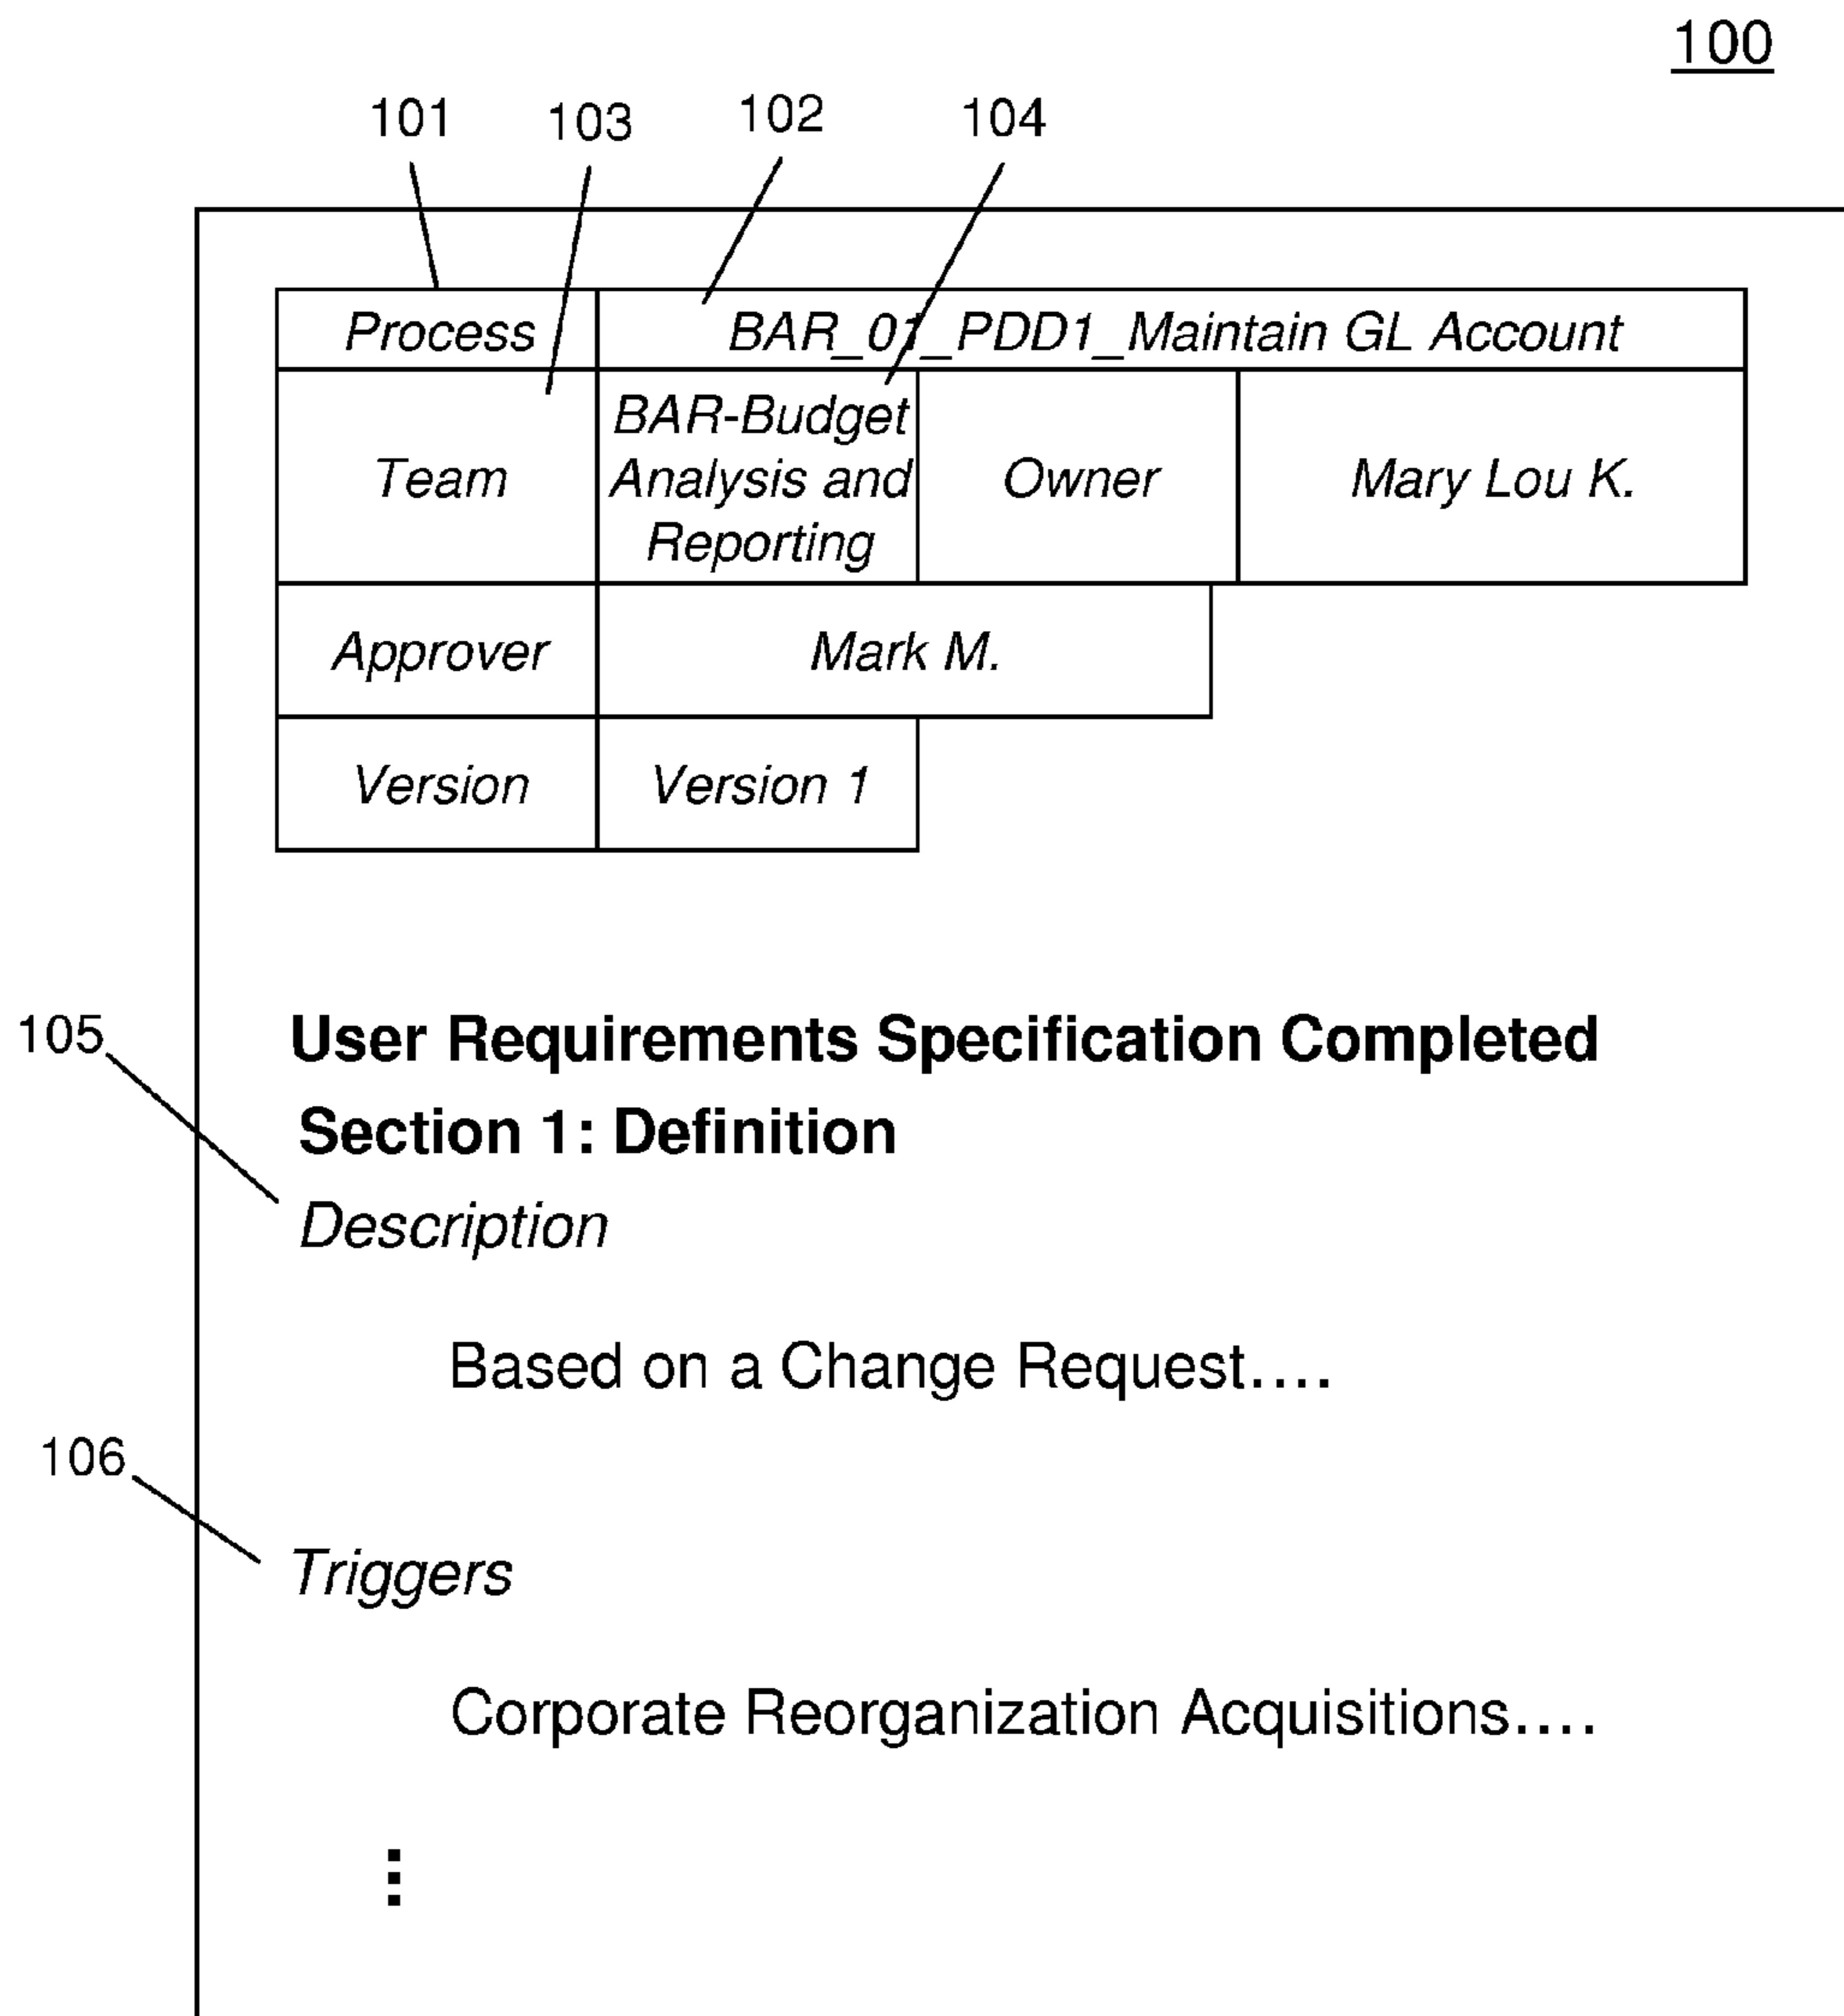 100
101 103 102 104
Process BAR_01_PDD1_Maintain GL Account
Team BAR-Budget Analysis and Reporting Owner Mary Lou K.
Approver Mark M.
Version Version 1
105
User Requirements Specification Completed
Section 1: Definition
Description
Based on a Change Request....
106
Triggers
Corporate Reorganization Acquisitions....